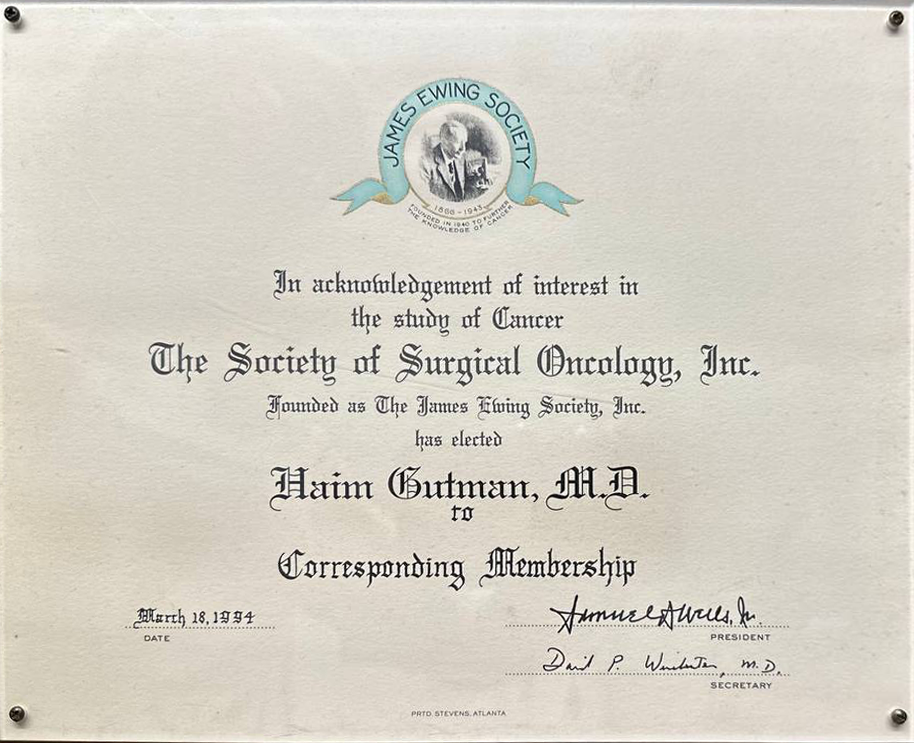 JAMES EWING SOCIETY
1866-1943
FOUNDED IN 1940 TO FURTHER
THE KNOWLEDGE OF CANCER
In acknowledgement of interest in
the study of Cancer
The Society of Surgical Oncology, Inc.
Founded as The James Ewing Society, Inc.
has elected
Haim Gutman, M.D.
to
Corresponding Membership
March 18, 1994
DATE
Samuel A Wells, Jr.
PRESIDENT
David P. Winchester, M.D.
SECRETARY
PRTD. STEVENS, ATLANTA